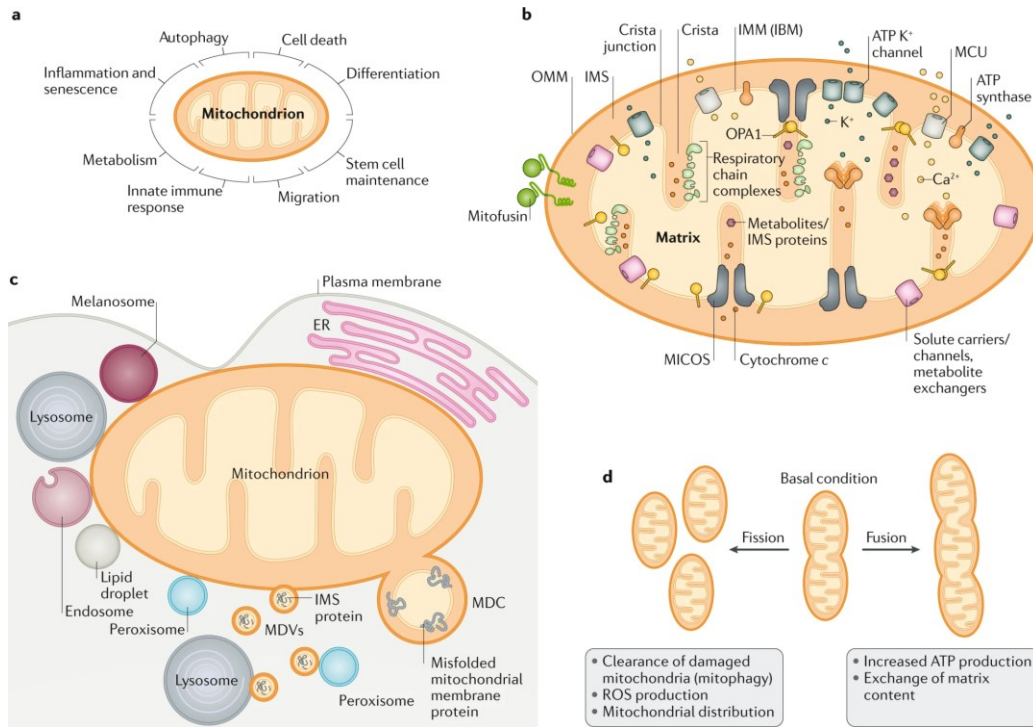 a
Autophagy
Cell death
Inflammation and
senescence
Differentiation
Mitochondrion
Metabolism
Stem cell
maintenance
Innate immune
response
Migration
b
Crista
junction
Crista
IMM (IBM)
ATP K⁺
channel
MCU
OMM
IMS
ATP
synthase
OPA1
K⁺
Respiratory
chain
complexes
Ca²⁺
Mitofusin
Matrix
Metabolites/
IMS proteins
MICOS
Cytochrome c
Solute carriers/
channels,
metabolite
exchangers
c
Plasma membrane
Melanosome
ER
Lysosome
Mitochondrion
Lipid
droplet
Endosome
Peroxisome
IMS
protein
MDVs
MDC
Lysosome
Peroxisome
Misfolded
mitochondrial
membrane
protein
d
Basal condition
Fission
Fusion
• Clearance of damaged
mitochondria (mitophagy)
• ROS production
• Mitochondrial distribution
• Increased ATP production
• Exchange of matrix
content